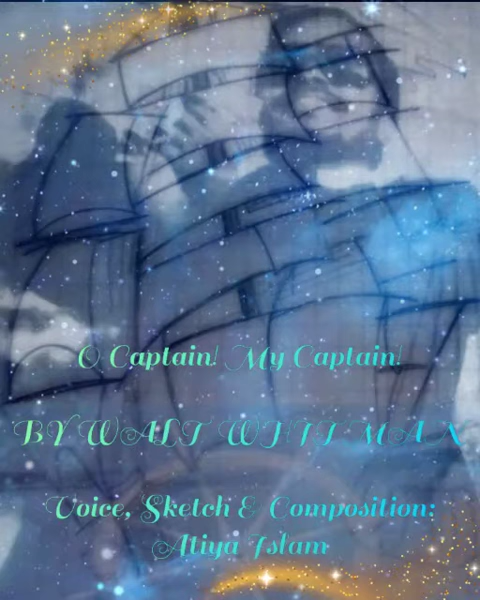 O Captain! My Captain!
BY WALT WHITMAN
Voice, Sketch & Composition:
Atiya Islam